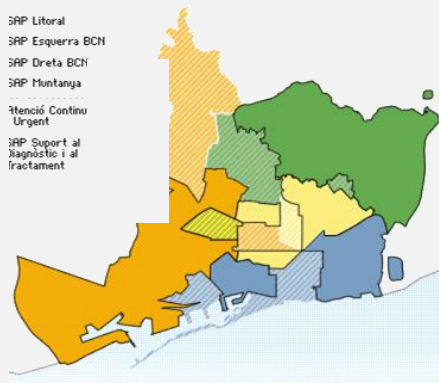 SAP Litoral
SAP Esquerra BCN
SAP Dreta BCN
SAP Muntanya
Atenció Continu
Urgent
SAP Suport al
Diagnòstic i al
Tractament